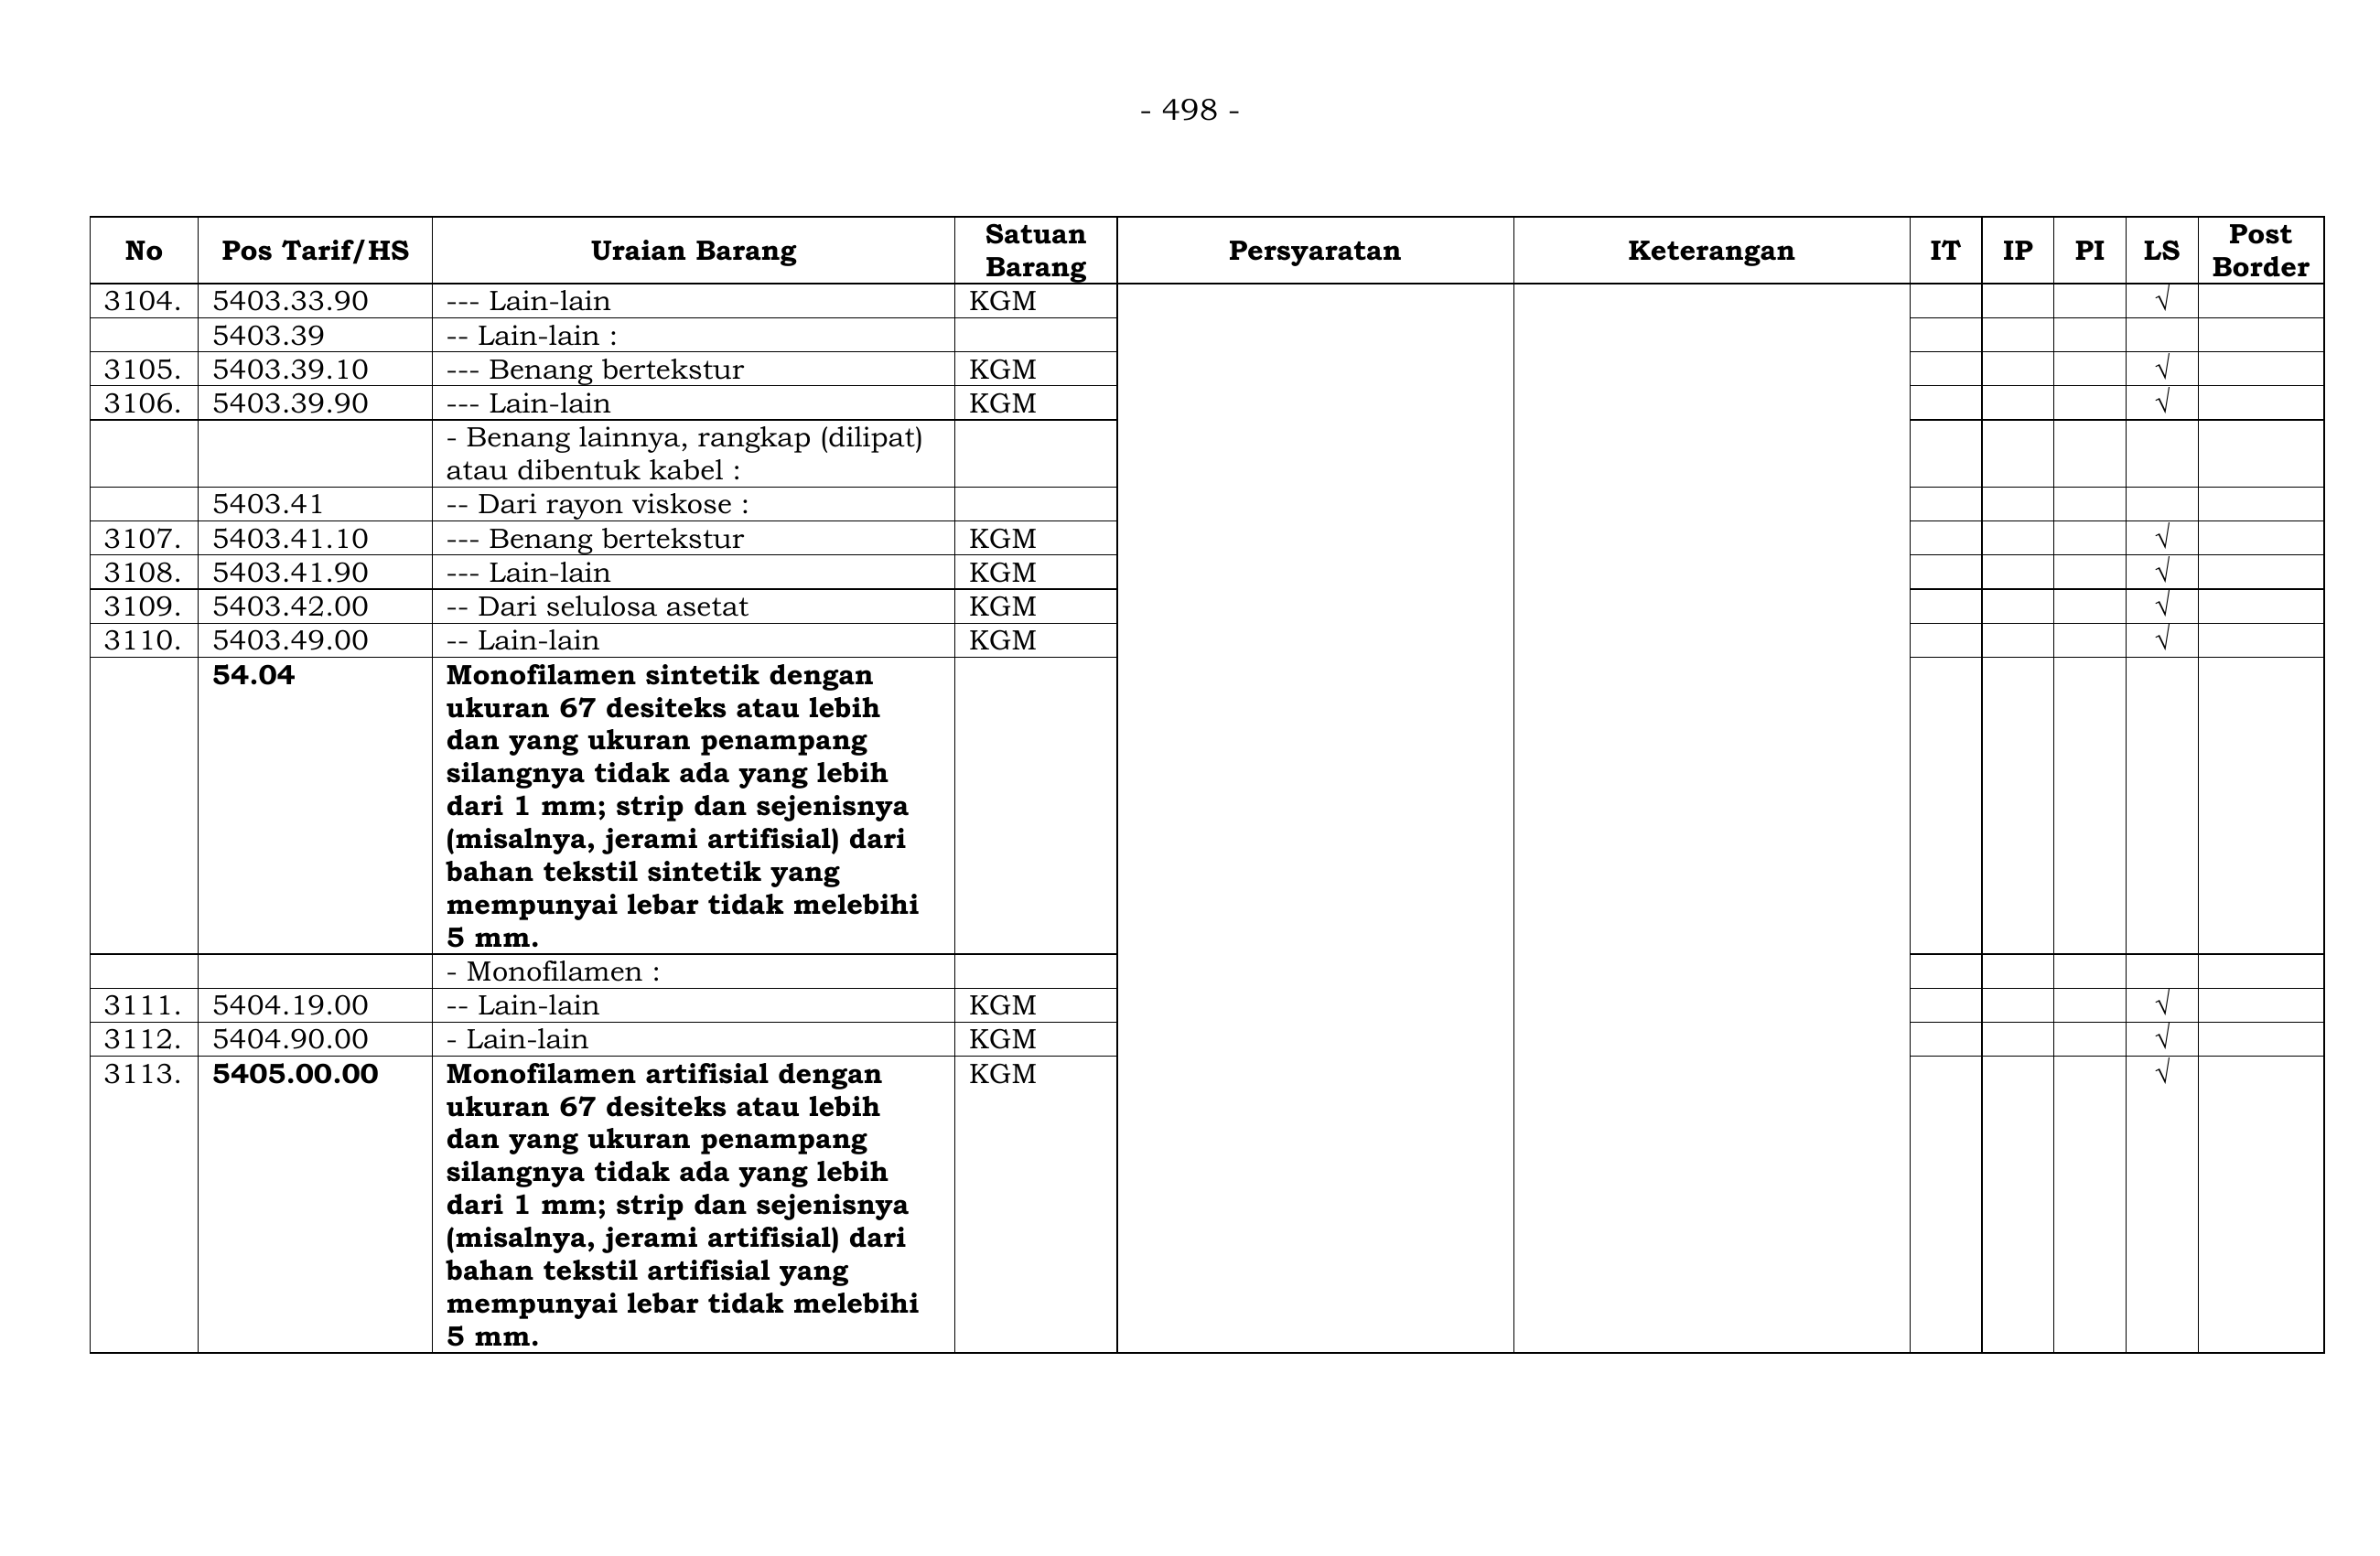 - 498 -
No Pos Tarif/HS Uraian Barang Satuan Barang Persyaratan Keterangan IT IP PI LS Post Border
3104. 5403.33.90 --- Lain-lain KGM √
5403.39 -- Lain-lain :
3105. 5403.39.10 --- Benang bertekstur KGM √
3106. 5403.39.90 --- Lain-lain KGM √
- Benang lainnya, rangkap (dilipat)
atau dibentuk kabel :
5403.41 -- Dari rayon viskose :
3107. 5403.41.10 --- Benang bertekstur KGM √
3108. 5403.41.90 --- Lain-lain KGM √
3109. 5403.42.00 -- Dari selulosa asetat KGM √
3110. 5403.49.00 -- Lain-lain KGM √
54.04 Monofilamen sintetik dengan
ukuran 67 desiteks atau lebih
dan yang ukuran penampang
silangnya tidak ada yang lebih
dari 1 mm; strip dan sejenisnya
(misalnya, jerami artifisial) dari
bahan tekstil sintetik yang
mempunyai lebar tidak melebihi
5 mm.
- Monofilamen :
3111. 5404.19.00 -- Lain-lain KGM √
3112. 5404.90.00 - Lain-lain KGM √
3113. 5405.00.00 Monofilamen artifisial dengan KGM √
ukuran 67 desiteks atau lebih
dan yang ukuran penampang
silangnya tidak ada yang lebih
dari 1 mm; strip dan sejenisnya
(misalnya, jerami artifisial) dari
bahan tekstil artifisial yang
mempunyai lebar tidak melebihi
5 mm.